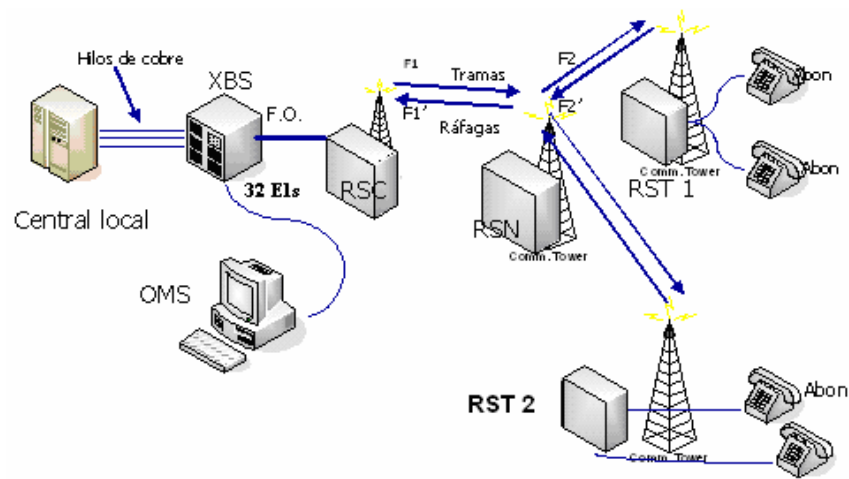 Hilos de cobre
XBS
F.O.
32 Els
Central local
OMS
RSC
F1
Tramas
F1′
Ráfagas
F2
F2′
RSN
Comm.Tower
Comm.Tower
RST 1
Abon
Abon
RST 2
Comm.Tower
Abon